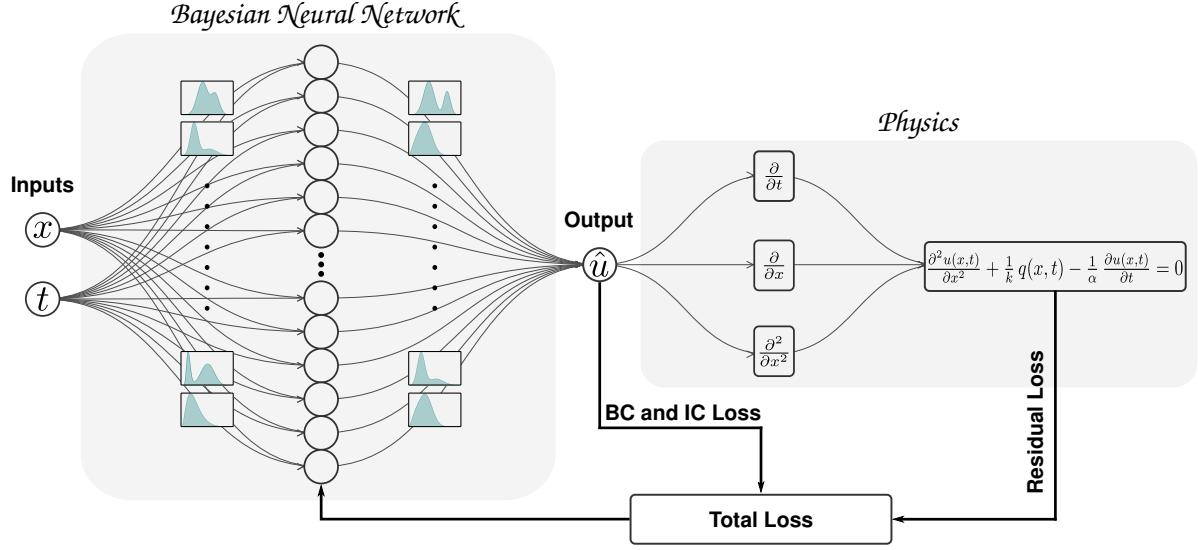 Bayesian Neural Network
Physics
Inputs
x
t
Output
û
∂/∂t
∂/∂x
∂²/∂x²
∂²u(x,t)/∂x² + 1/k q(x,t) − 1/α ∂u(x,t)/∂t = 0
BC and IC Loss
Residual Loss
Total Loss